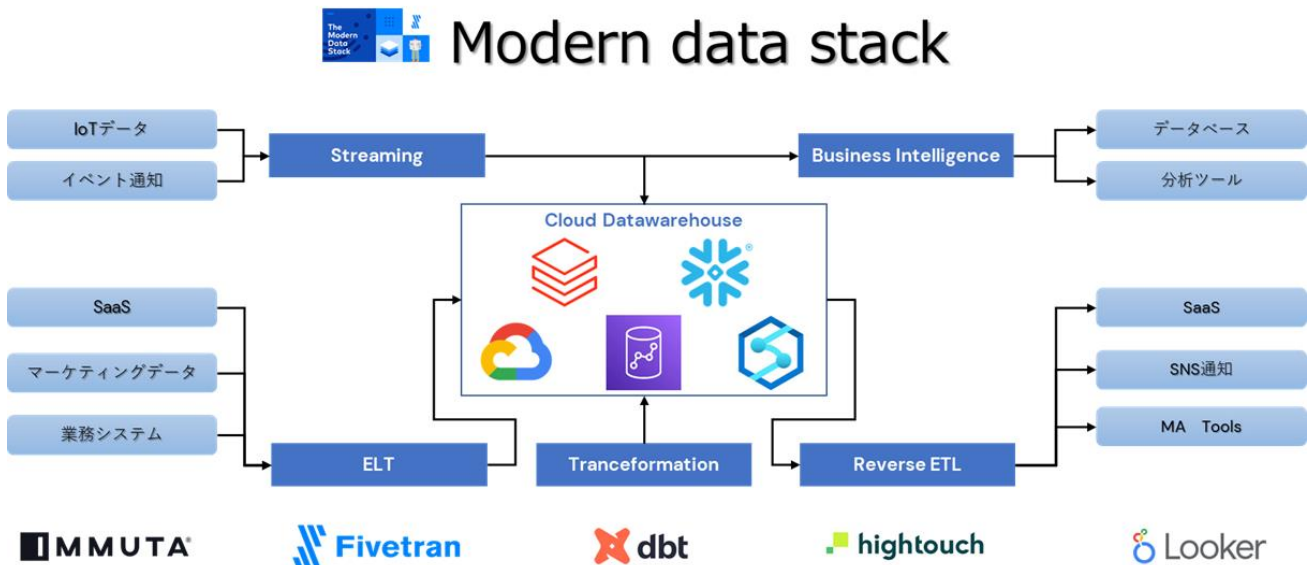 The
Modern
Data
Stack
Modern data stack
IoTデータ
イベント通知
Streaming
Business Intelligence
データベース
分析ツール
Cloud Datawarehouse
SaaS
マーケティングデータ
業務システム
SaaS
SNS通知
MA　Tools
ELT
Tranceformation
Reverse ETL
IMMUTA
Fivetran
dbt
hightouch
Looker